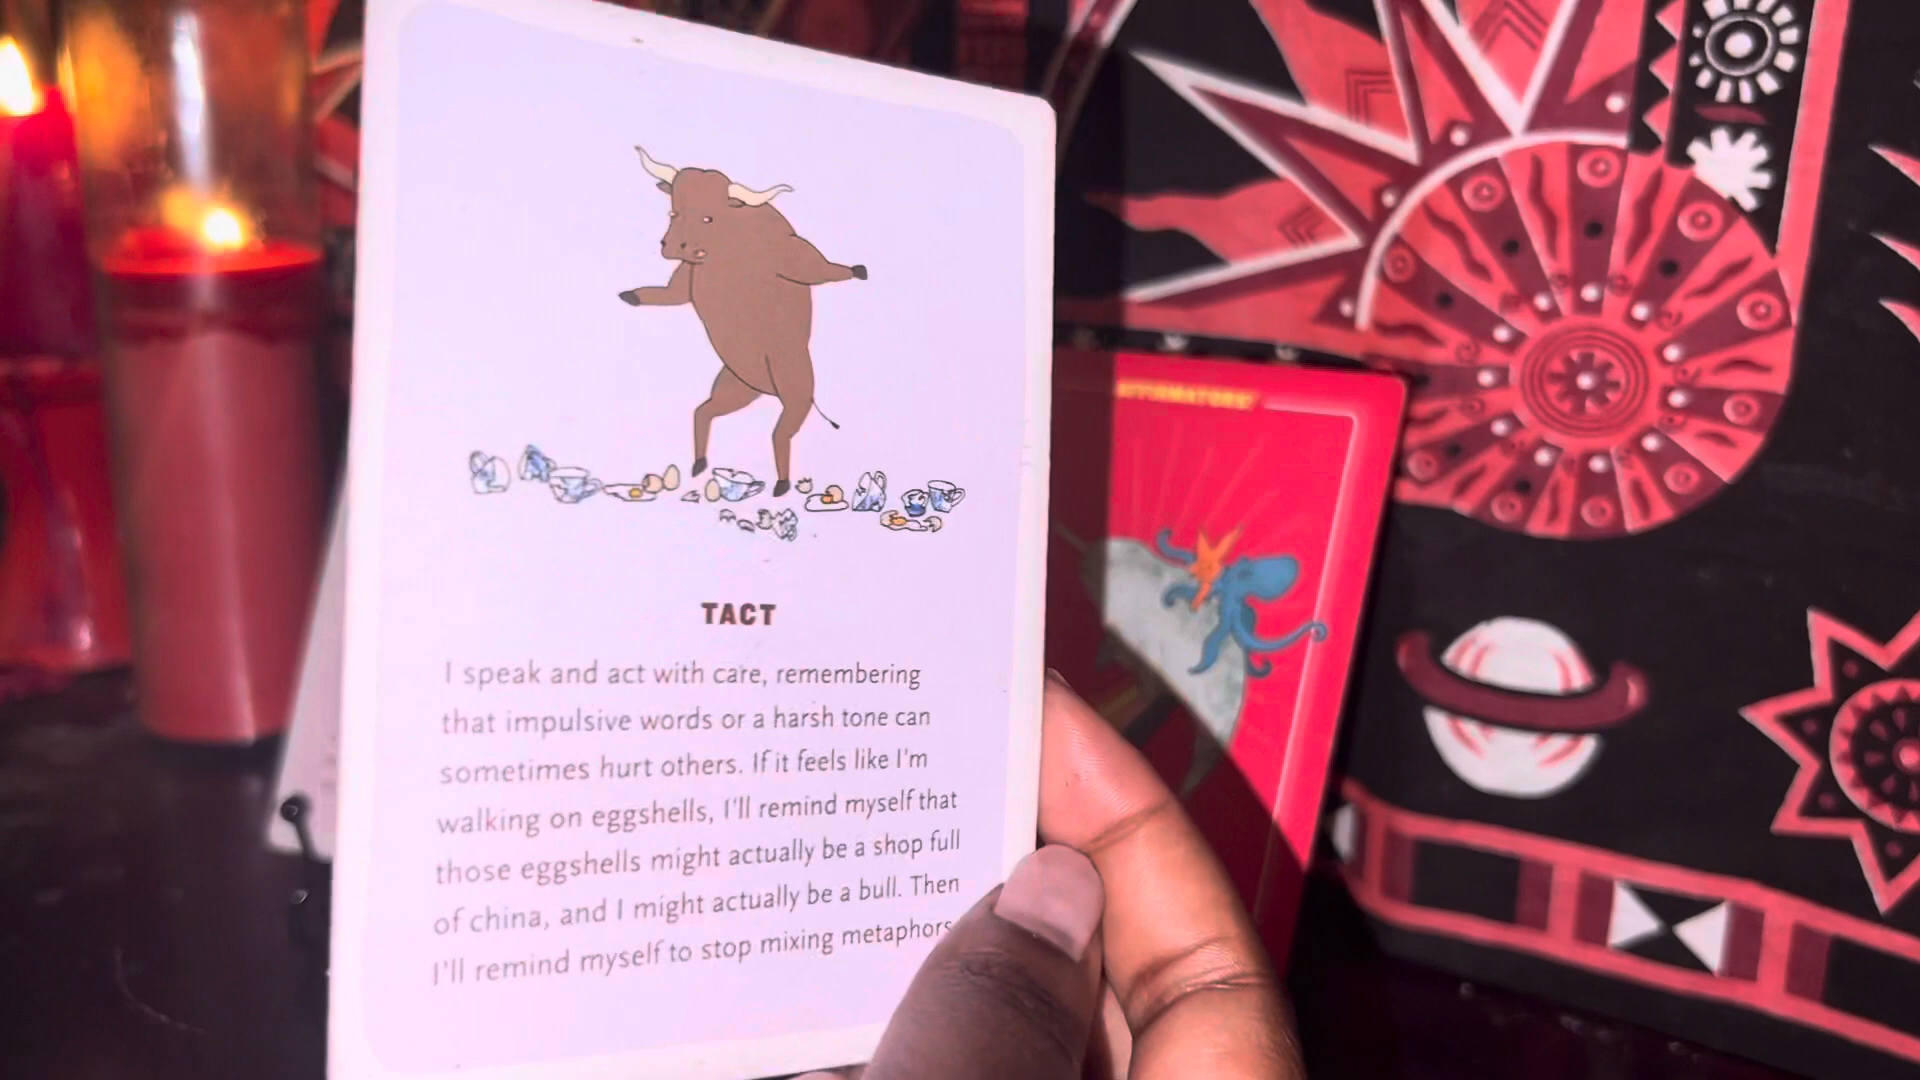 TACT
I speak and act with care, remembering
that impulsive words or a harsh tone can
sometimes hurt others. If it feels like I'm
walking on eggshells, I'll remind myself that
those eggshells might actually be a shop full
of china, and I might actually be a bull. Then
I'll remind myself to stop mixing metaphors
AFFIRMATORS!